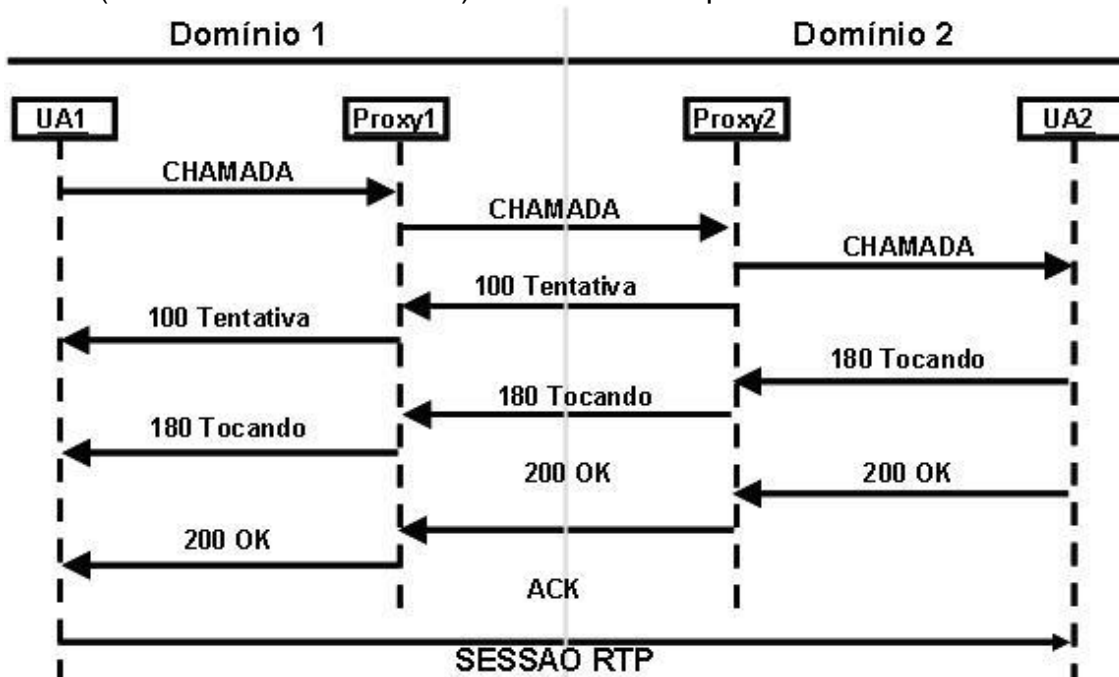 Domínio 1
Domínio 2
UA1
Proxy1
Proxy2
UA2
CHAMADA
CHAMADA
CHAMADA
100 Tentativa
100 Tentativa
180 Tocando
180 Tocando
180 Tocando
200 OK
200 OK
200 OK
ACK
SESSAO RTP